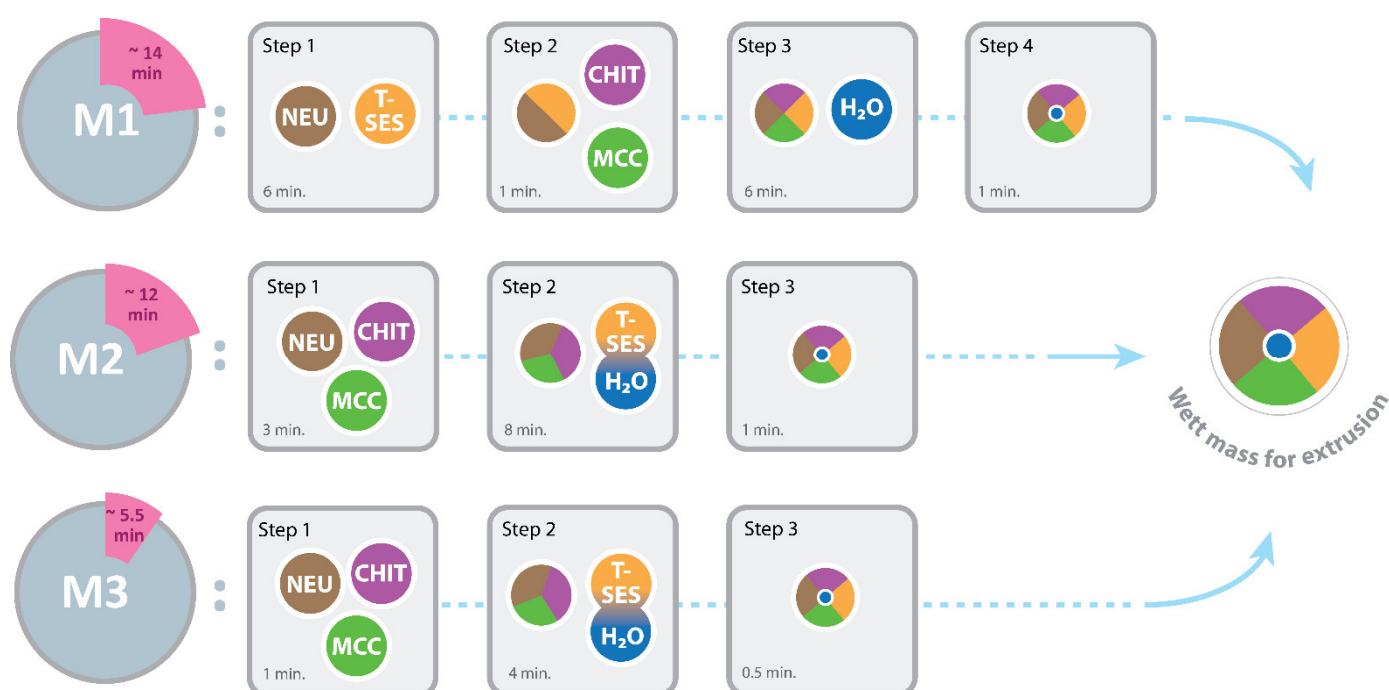 ~ 14
min
M1
:
Step 1
NEU
T-
SES
6 min.
Step 2
CHIT
MCC
1 min.
Step 3
H₂O
6 min.
Step 4
1 min.
~ 12
min
M2
:
Step 1
NEU
CHIT
MCC
3 min.
Step 2
T-
SES
H₂O
8 min.
Step 3
1 min.
Wett mass for extrusion
~ 5.5
min
M3
:
Step 1
NEU
CHIT
MCC
1 min.
Step 2
T-
SES
H₂O
4 min.
Step 3
0.5 min.